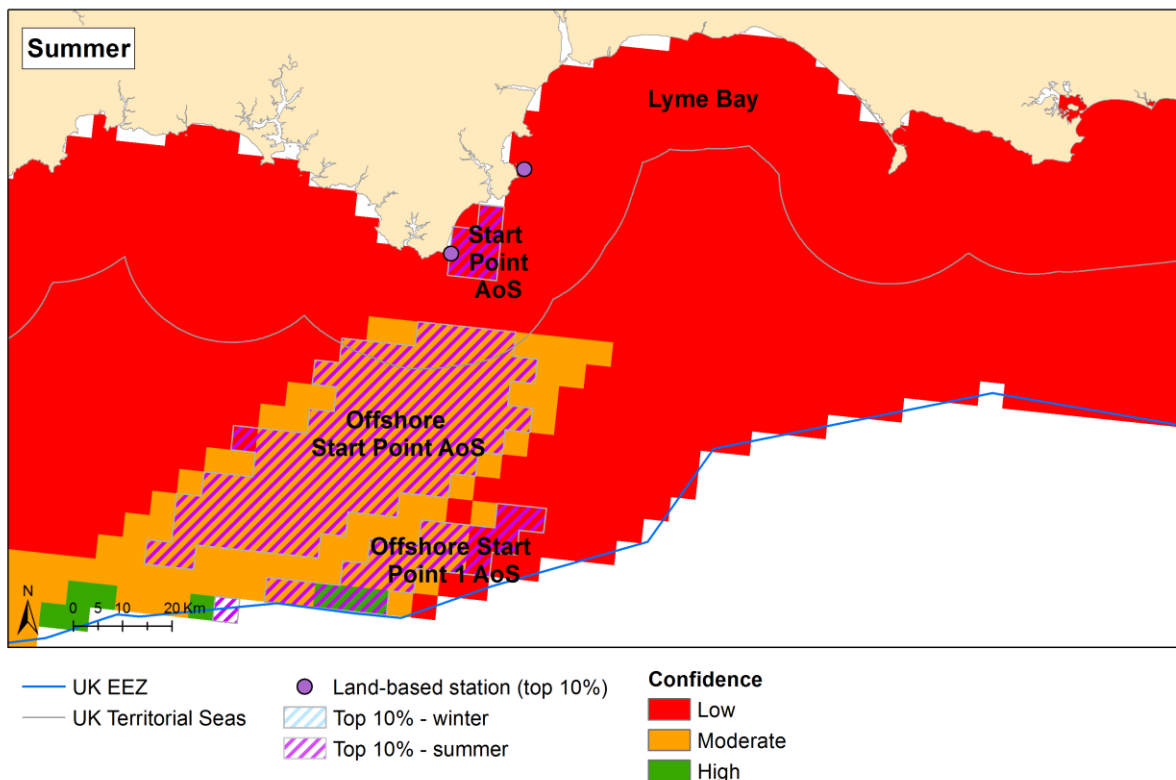 Summer
Lyme Bay
Start
Point
AoS
Offshore
Start Point AoS
Offshore Start
Point 1 AoS
N
0 5 10 20 Km
UK EEZ
UK Territorial Seas
Land-based station (top 10%)
Top 10% - winter
Top 10% - summer
Confidence
Low
Moderate
High